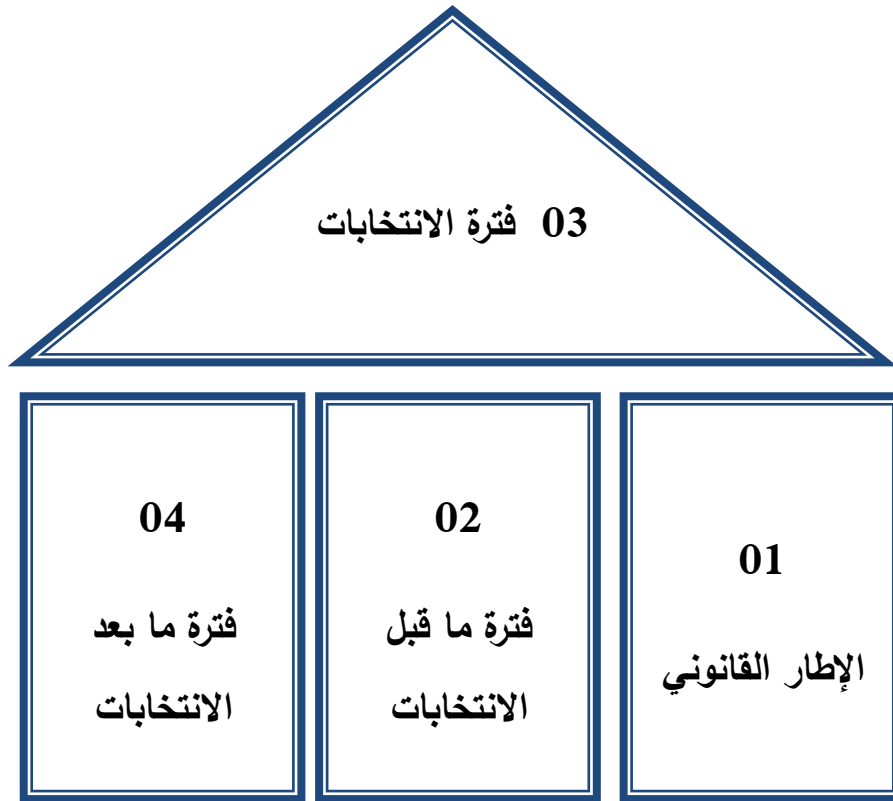 03 فترة الانتخابات
01
الإطار القانوني
02
فترة ما قبل
الانتخابات
04
فترة ما بعد
الانتخابات